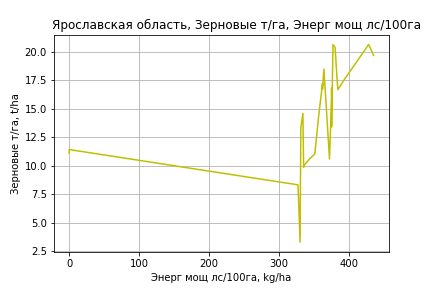 Ярославская область, Зерновые т/га, Энерг мощ лс/100га
20.0
17.5
15.0
12.5
10.0
7.5
5.0
2.5
Зерновые т/га, t/ha
0 100 200 300 400
Энерг мощ лс/100га, kg/ha